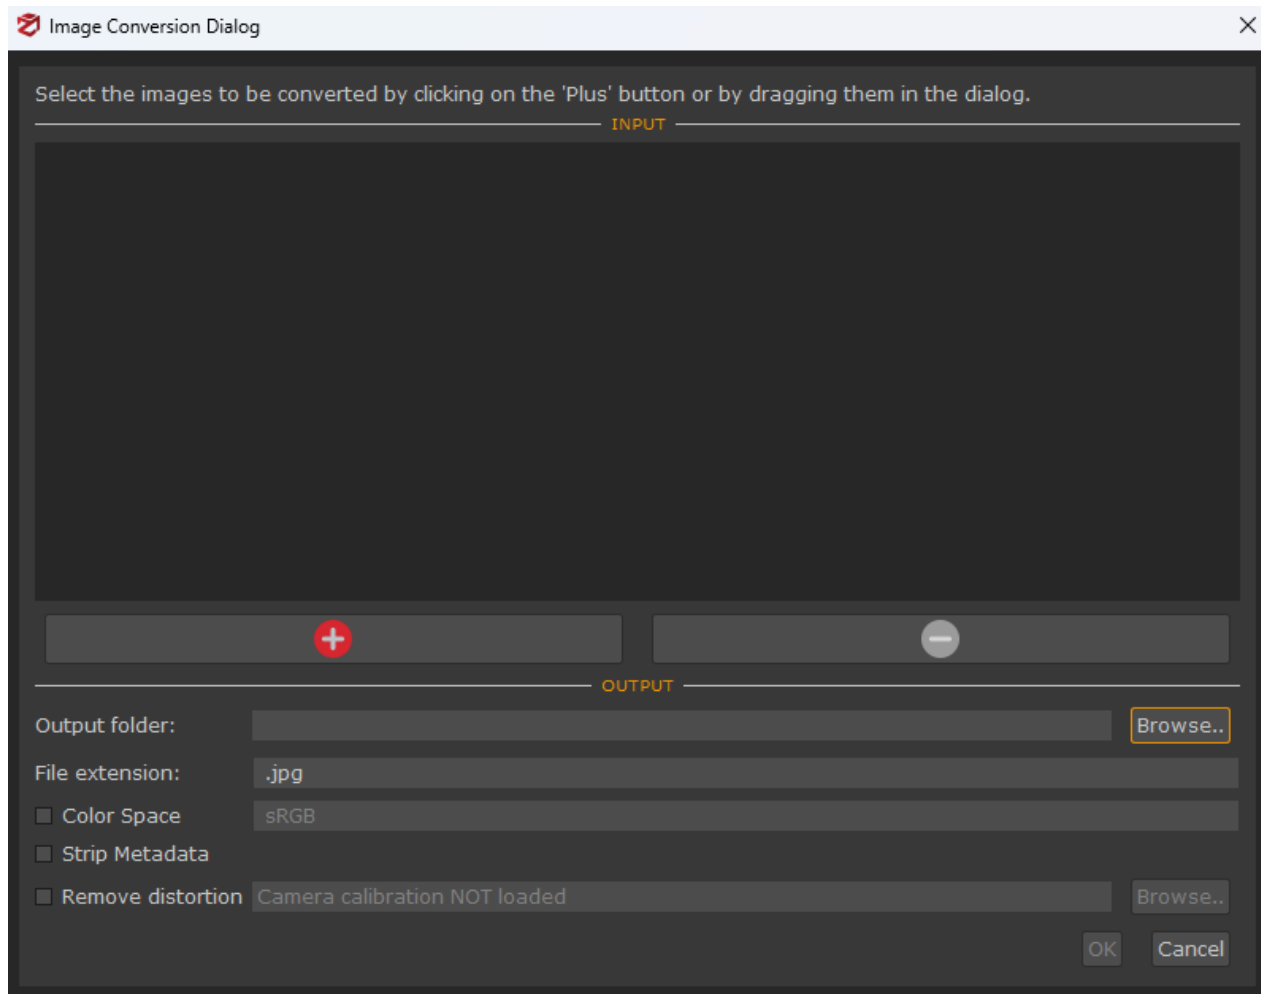 Image Conversion Dialog
Select the images to be converted by clicking on the 'Plus' button or by dragging them in the dialog.
INPUT
OUTPUT
Output folder: Browse..
File extension: .jpg
Color Space sRGB
Strip Metadata
Remove distortion Camera calibration NOT loaded Browse..
OK Cancel